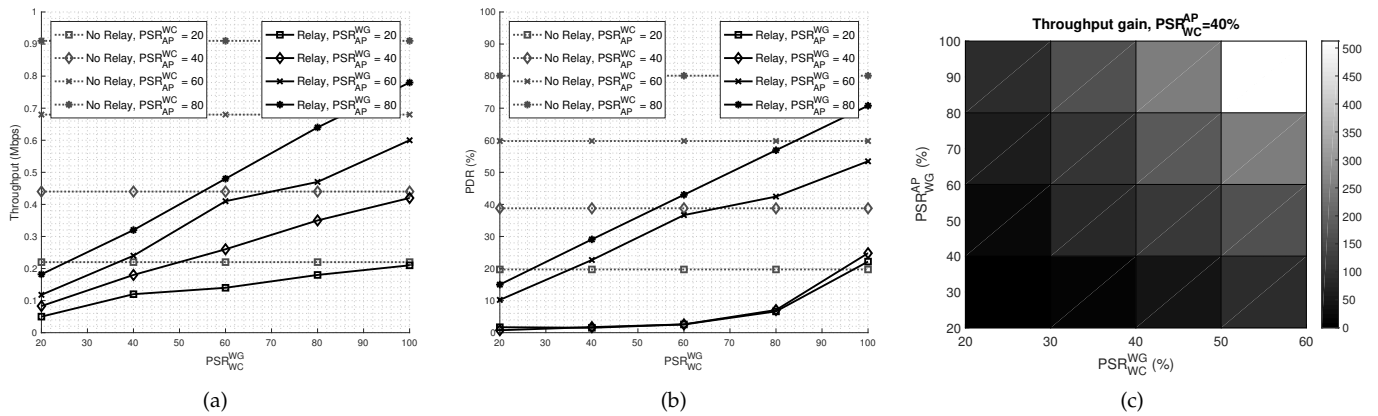 1
0.9
0.8
0.7
0.6
0.5
0.4
0.3
0.2
0.1
0
Throughput (Mbps)
No Relay, PSR^WC_AP = 20
No Relay, PSR^WC_AP = 40
No Relay, PSR^WC_AP = 60
No Relay, PSR^WC_AP = 80
Relay, PSR^WG_AP = 20
Relay, PSR^WG_AP = 40
Relay, PSR^WG_AP = 60
Relay, PSR^WG_AP = 80
20 30 40 50 60 70 80 90 100
PSR^WG_WC
(a)
100
90
80
70
60
50
40
30
20
10
0
PDR (%)
No Relay, PSR^WC_AP = 20
No Relay, PSR^WC_AP = 40
No Relay, PSR^WC_AP = 60
No Relay, PSR^WC_AP = 80
Relay, PSR^WG_AP = 20
Relay, PSR^WG_AP = 40
Relay, PSR^WG_AP = 60
Relay, PSR^WG_AP = 80
20 30 40 50 60 70 80 90 100
PSR^WG_WC
(b)
Throughput gain, PSR^AP_WC=40%
100
90
80
70
60
50
40
30
20
PSR^AP_WG (%)
20 30 40 50 60
PSR^WG_WC (%)
500
450
400
350
300
250
200
150
100
50
0
(c)